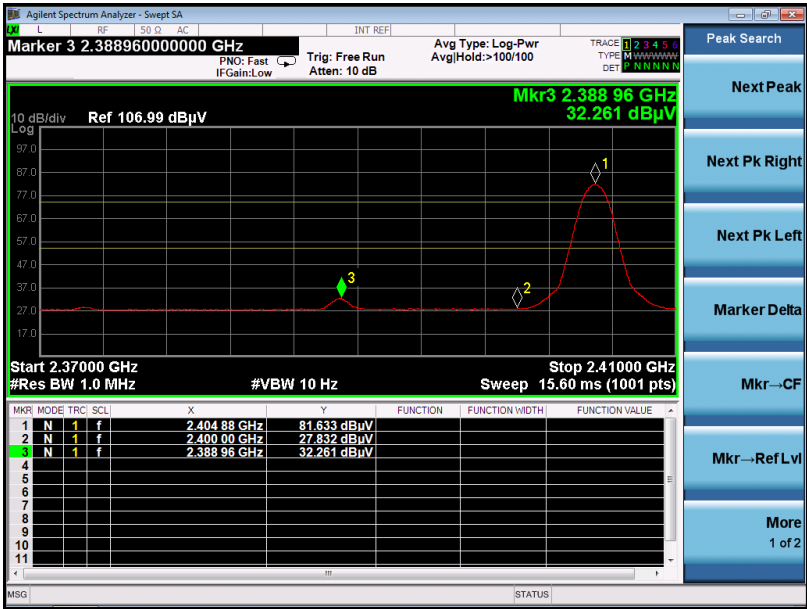 Agilent Spectrum Analyzer - Swept SA
LXI L RF 50 Ω AC INT REF
Marker 3 2.388960000000 GHz
PNO: Fast
IFGain:Low
Trig: Free Run
Atten: 10 dB
Avg Type: Log-Pwr
Avg|Hold:>100/100
TRACE 1 2 3 4 5 6
TYPE M W W W W W
DET P N N N N N
Mkr3 2.388 96 GHz
32.261 dBµV
10 dB/div Ref 106.99 dBµV
Log
97.0
87.0
77.0
67.0
57.0
47.0
37.0
27.0
17.0
1
2
3
Start 2.37000 GHz Stop 2.41000 GHz
#Res BW 1.0 MHz #VBW 10 Hz Sweep 15.60 ms (1001 pts)
MKR MODE TRC SCL X Y FUNCTION FUNCTION WIDTH FUNCTION VALUE
1 N 1 f 2.404 88 GHz 81.633 dBµV
2 N 1 f 2.400 00 GHz 27.832 dBµV
3 N 1 f 2.388 96 GHz 32.261 dBµV
4
5
6
7
8
9
10
11
MSG STATUS
Peak Search
Next Peak
Next Pk Right
Next Pk Left
Marker Delta
Mkr→CF
Mkr→Ref Lvl
More
1 of 2